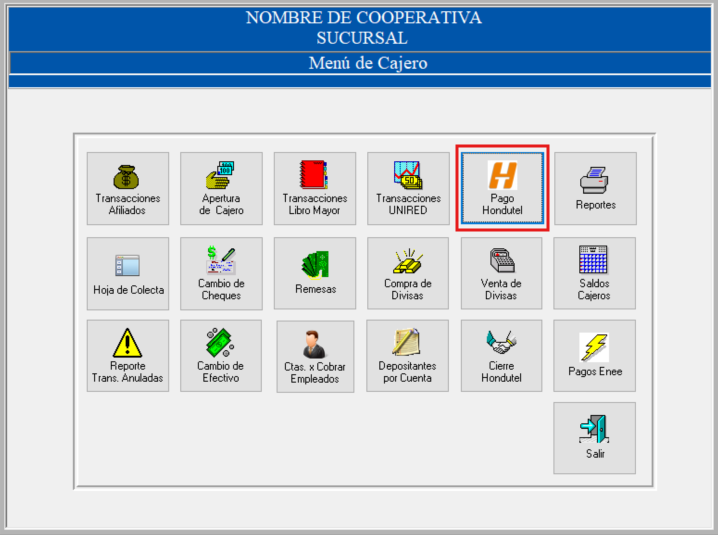 NOMBRE DE COOPERATIVA
SUCURSAL
Menú de Cajero
Transacciones
Afiliados
Apertura
de Cajero
Transacciones
Libro Mayor
Transacciones
UNIRED
Pago
Hondutel
Reportes
Hoja de Colecta
Cambio de
Cheques
Remesas
Compra de
Divisas
Venta de
Divisas
Saldos
Cajeros
Reporte
Trans. Anuladas
Cambio de
Efectivo
Ctas. x Cobrar
Empleados
Depositantes
por Cuenta
Cierre
Hondutel
Pagos Enee
Salir